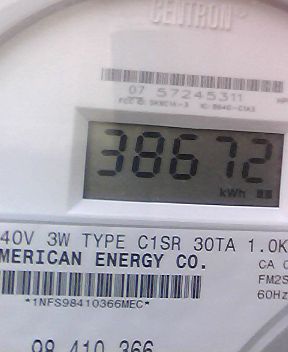 CENTRON®
07 57245311
38672
kWh
40V 3W TYPE C1SR 30TA 1.0K
MERICAN ENERGY CO.
CA 0
FM2S
60Hz
*1NFS98410366MEC*
98 410 366